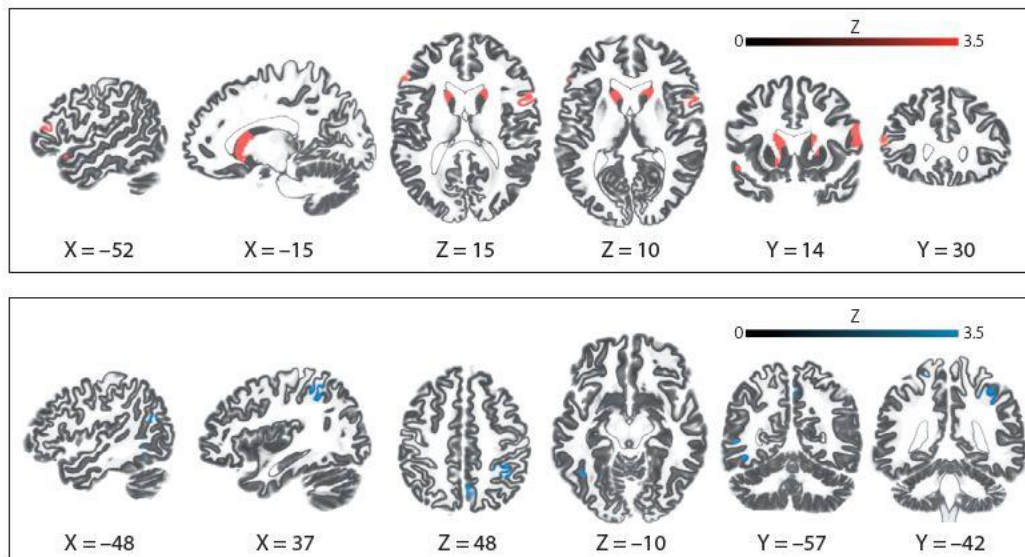 Z
0 3.5
X = –52 X = –15 Z = 15 Z = 10 Y = 14 Y = 30
Z
0 3.5
X = –48 X = 37 Z = 48 Z = –10 Y = –57 Y = –42